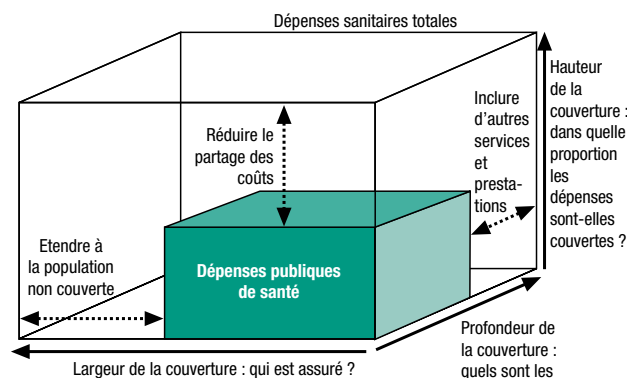 Dépenses sanitaires totales
Hauteur
de la
couverture :
dans quelle
proportion
les
dépenses
sont-elles
couvertes ?
Inclure
d'autres
services
et
presta-
tions
Réduire le
partage des
coûts
Etendre à
la population
non couverte
Dépenses publiques
de santé
Largeur de la couverture : qui est assuré ?
Profondeur de
la couverture :
quels sont les